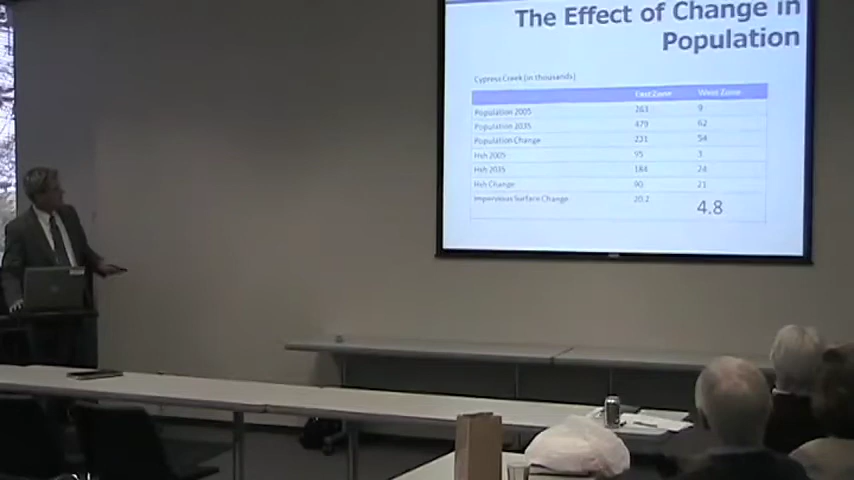 The Effect of Change in
Population
Cypress Creek (in thousands)
East Zone West Zone
Population 2005 263 9
Population 2035 479 62
Population Change 231 54
Hsh 2005 95 3
Hsh 2035 184 24
Hsh Change 90 21
Impervious Surface Change 20.2 4.8